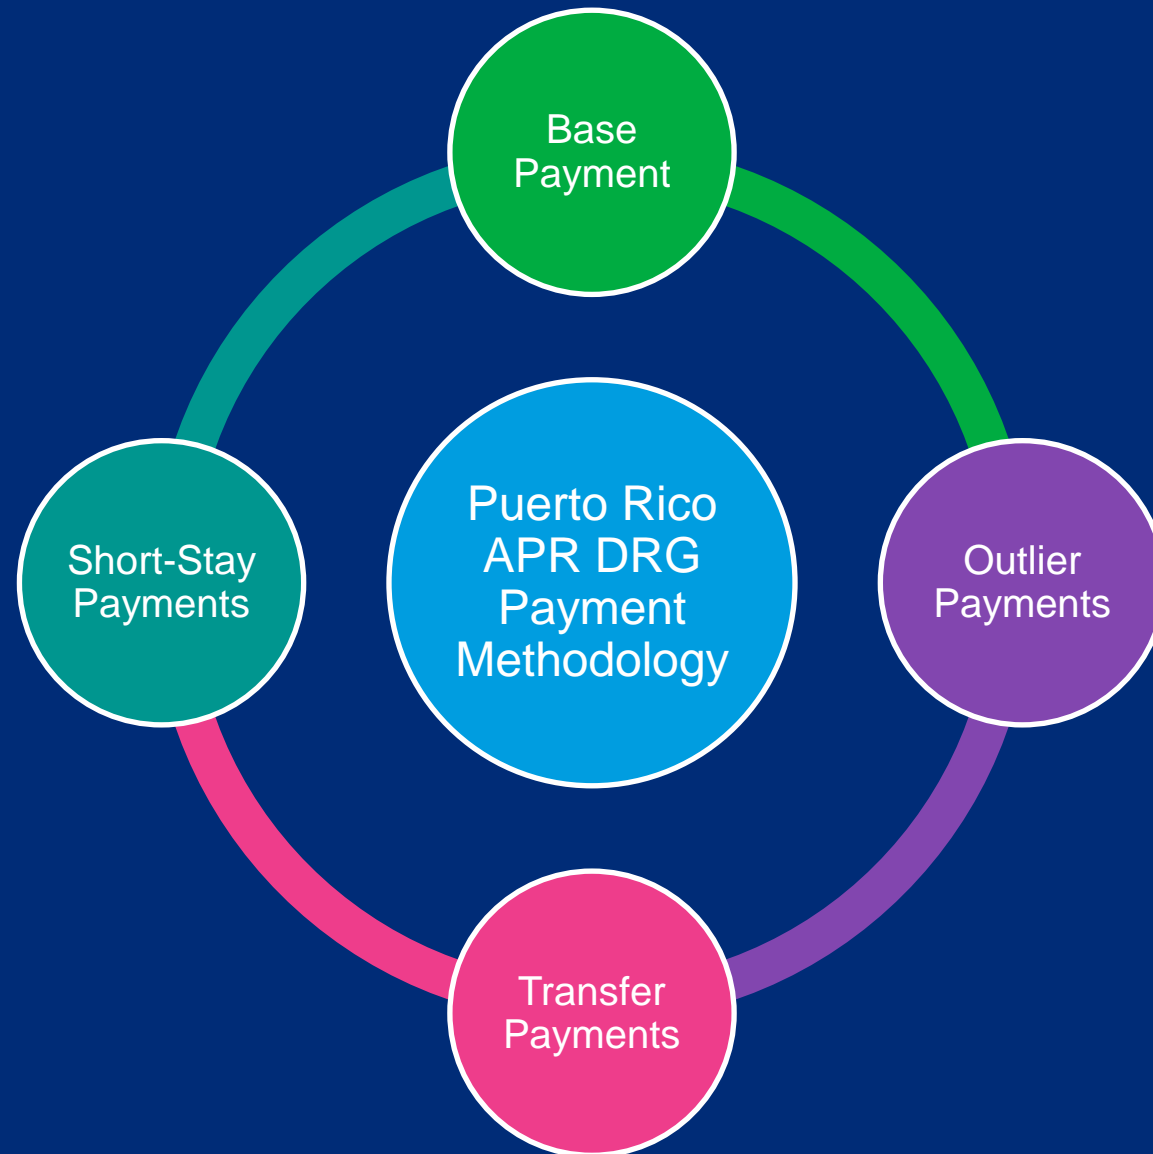 Base
Payment
Puerto Rico
APR DRG
Payment
Methodology
Short-Stay
Payments
Outlier
Payments
Transfer
Payments